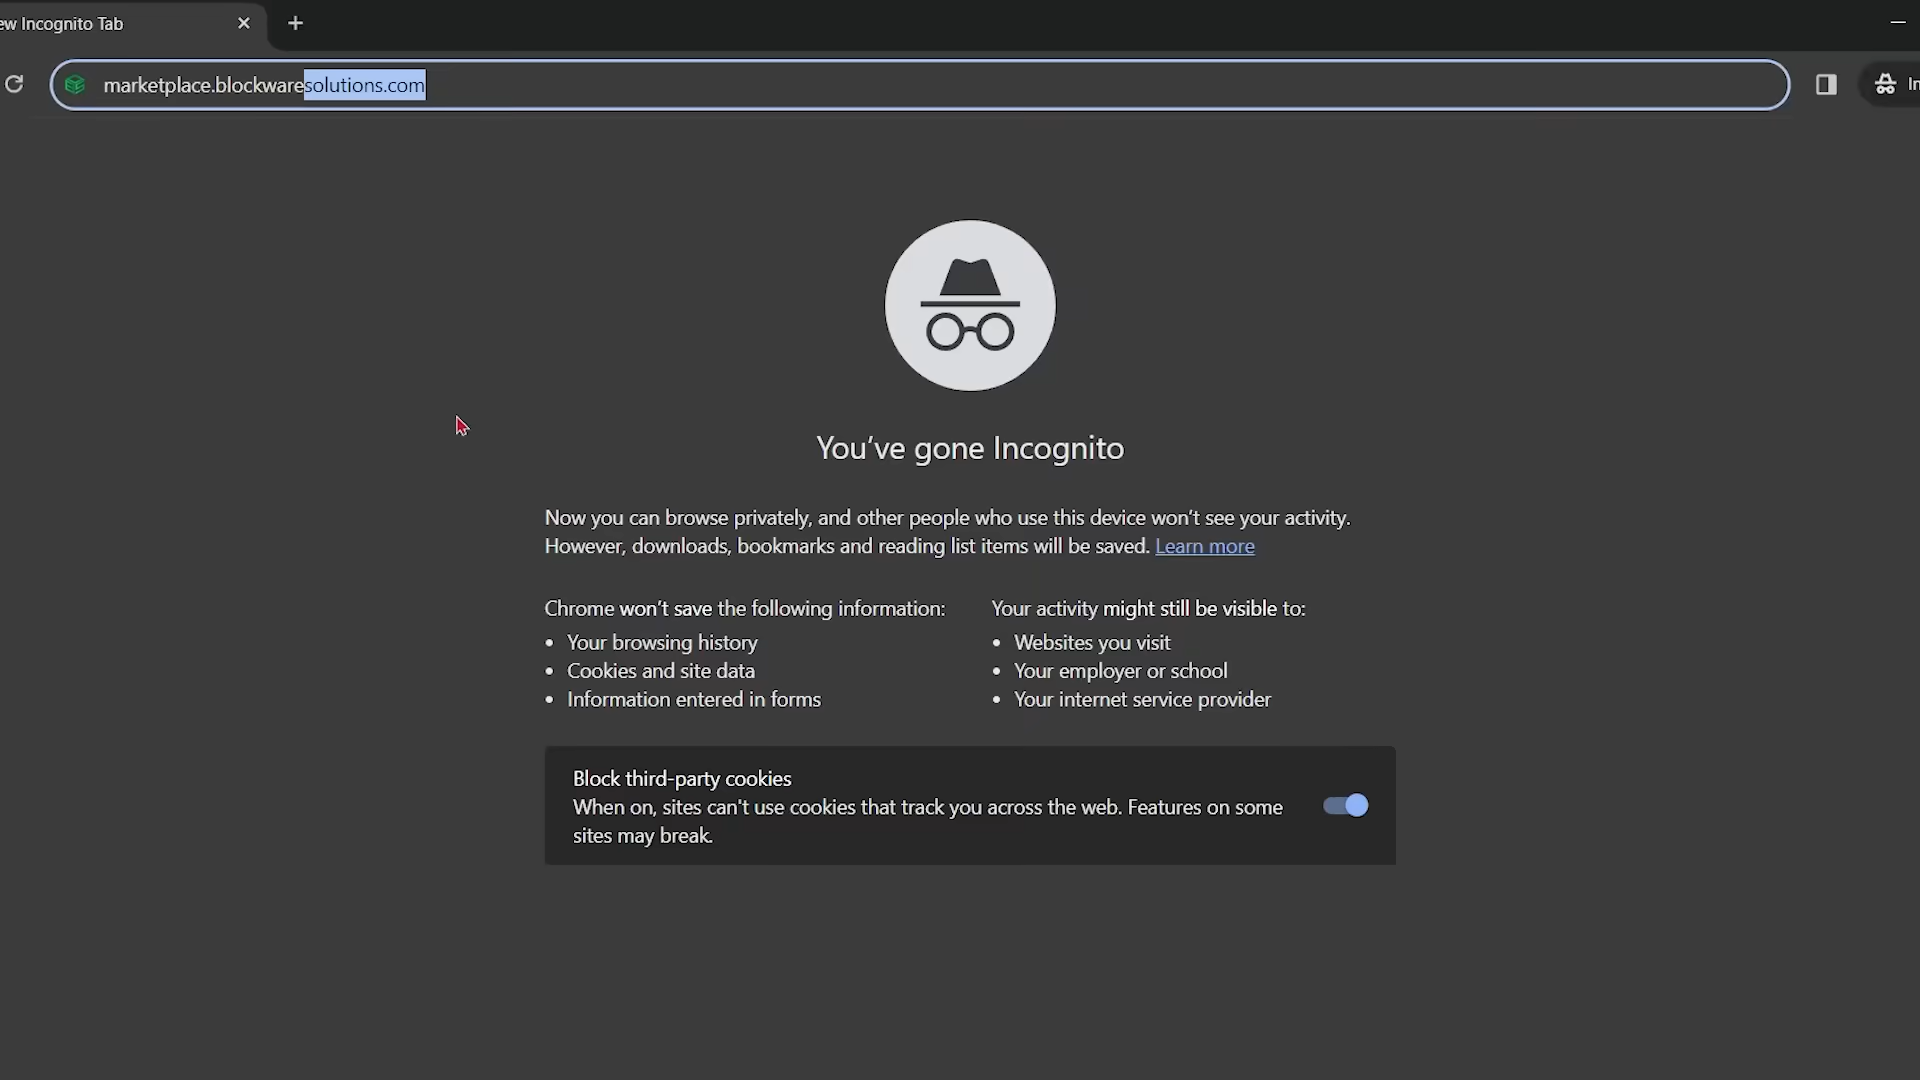 ew Incognito Tab
marketplace.blockwaresolutions.com
In
You've gone Incognito
Now you can browse privately, and other people who use this device won't see your activity.
However, downloads, bookmarks and reading list items will be saved. Learn more
Chrome won't save the following information:
• Your browsing history
• Cookies and site data
• Information entered in forms
Your activity might still be visible to:
• Websites you visit
• Your employer or school
• Your internet service provider
Block third-party cookies
When on, sites can't use cookies that track you across the web. Features on some
sites may break.